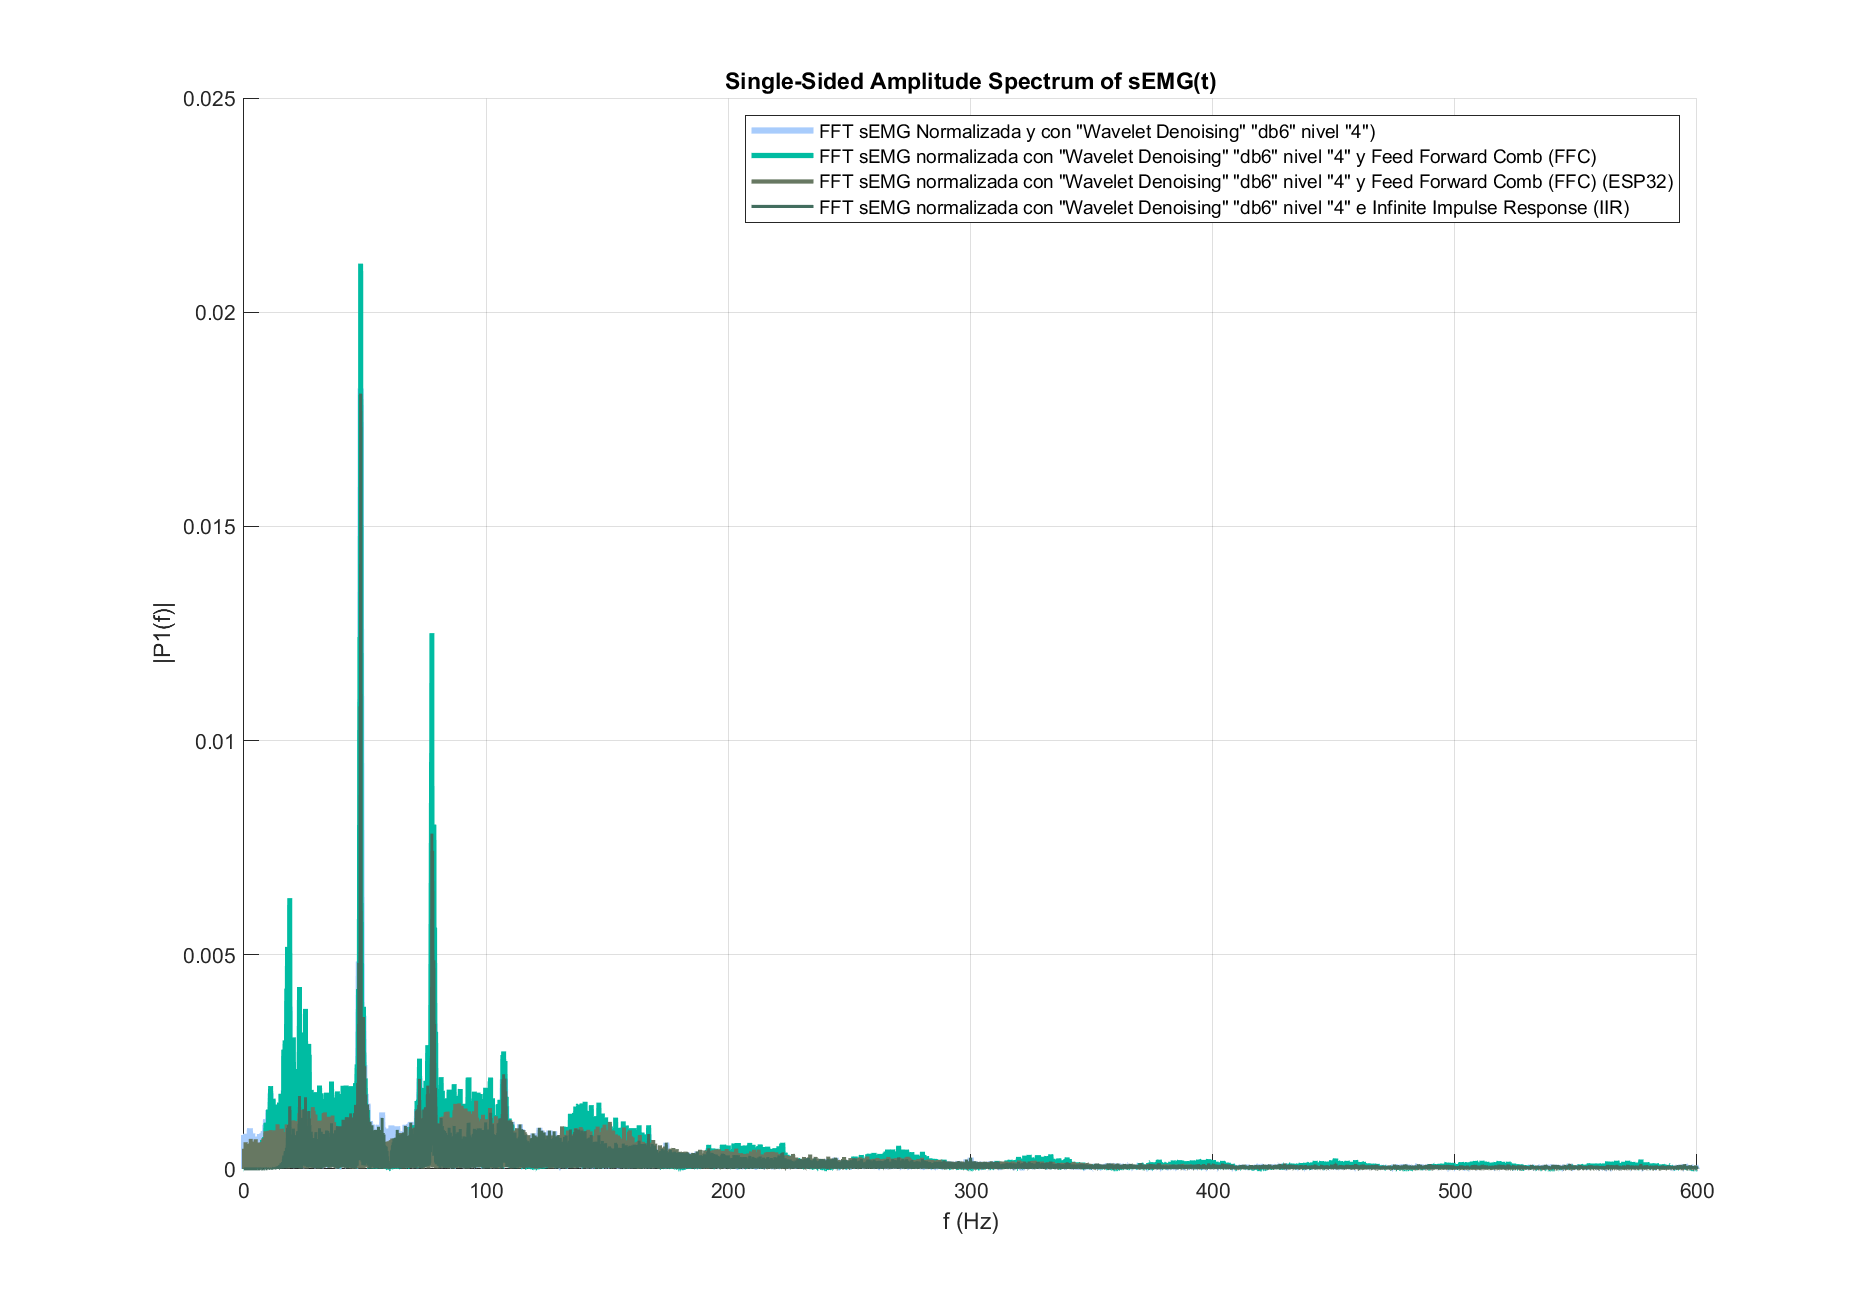 Single-Sided Amplitude Spectrum of sEMG(t)
FFT sEMG Normalizada y con "Wavelet Denoising" "db6" nivel "4")
FFT sEMG normalizada con "Wavelet Denoising" "db6" nivel "4" y Feed Forward Comb (FFC)
FFT sEMG normalizada con "Wavelet Denoising" "db6" nivel "4" y Feed Forward Comb (FFC) (ESP32)
FFT sEMG normalizada con "Wavelet Denoising" "db6" nivel "4" e Infinite Impulse Response (IIR)
0.025
0.02
0.015
0.01
0.005
0
|P1(f)|
0 100 200 300 400 500 600
f (Hz)